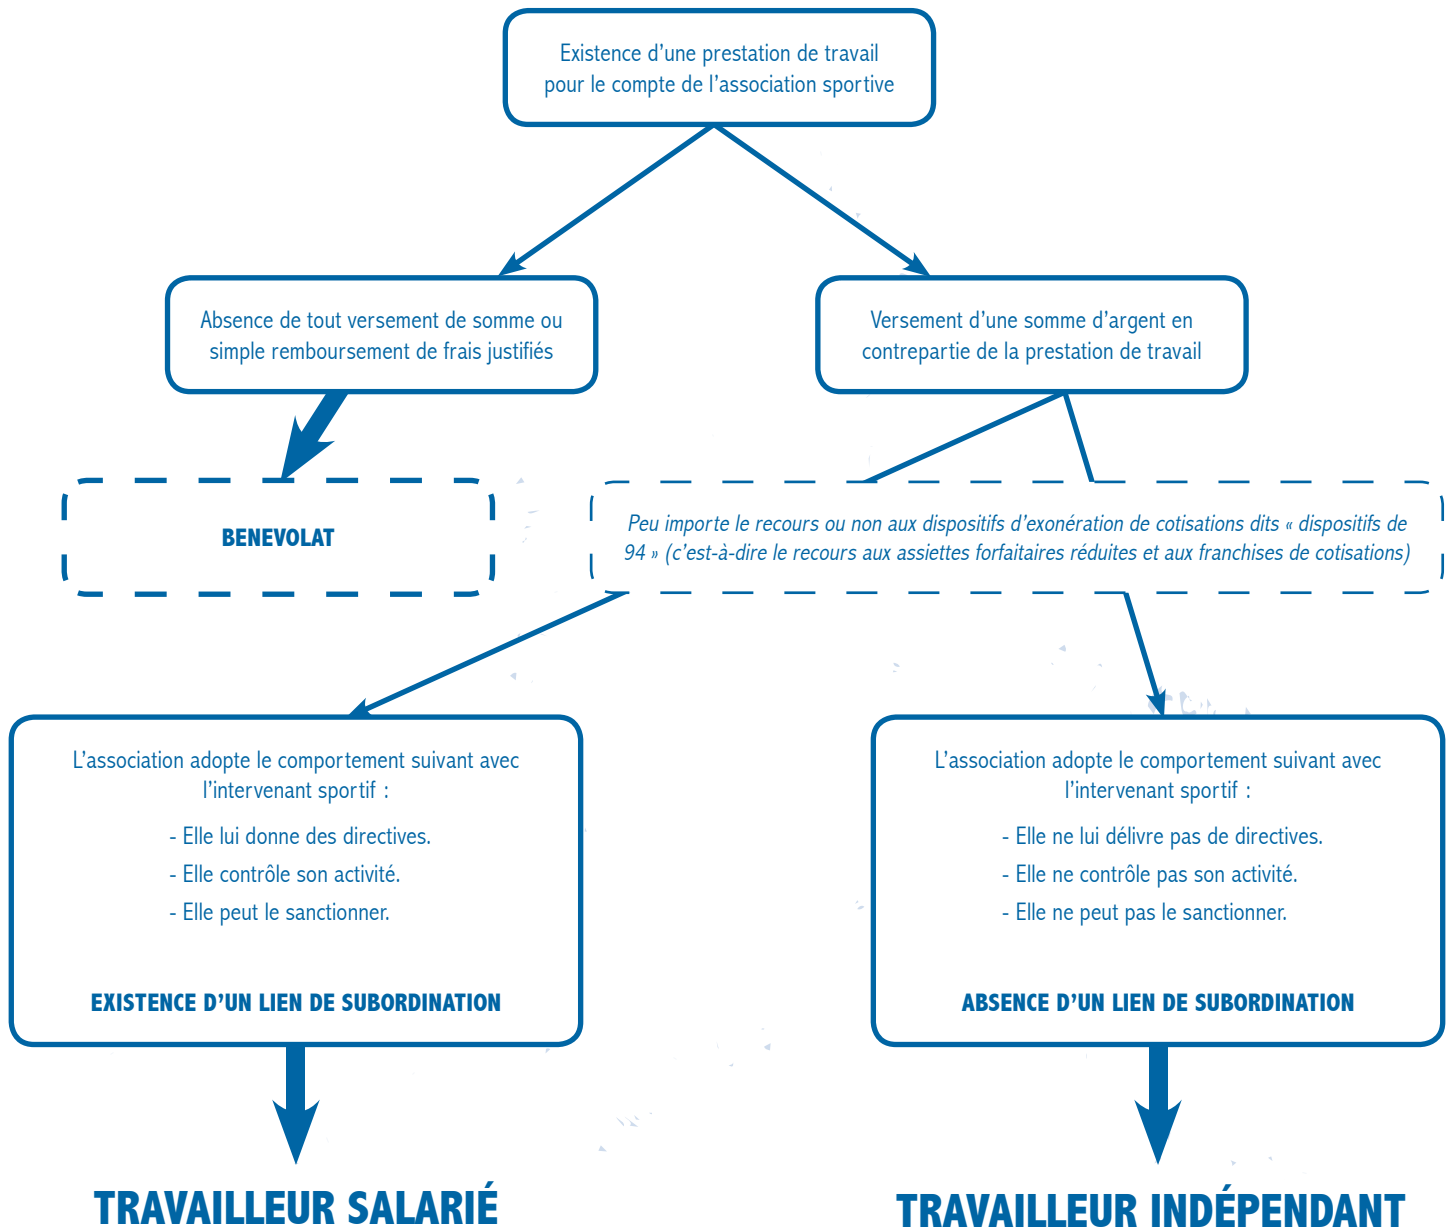 Existence d’une prestation de travail
pour le compte de l’association sportive
Absence de tout versement de somme ou
simple remboursement de frais justifiés
Versement d’une somme d’argent en
contrepartie de la prestation de travail
BENEVOLAT
Peu importe le recours ou non aux dispositifs d’exonération de cotisations dits « dispositifs de
94 » (c’est-à-dire le recours aux assiettes forfaitaires réduites et aux franchises de cotisations)
L’association adopte le comportement suivant avec
l’intervenant sportif :
- Elle lui donne des directives.
- Elle contrôle son activité.
- Elle peut le sanctionner.
EXISTENCE D’UN LIEN DE SUBORDINATION
L’association adopte le comportement suivant avec
l’intervenant sportif :
- Elle ne lui délivre pas de directives.
- Elle ne contrôle pas son activité.
- Elle ne peut pas le sanctionner.
ABSENCE D’UN LIEN DE SUBORDINATION
TRAVAILLEUR SALARIÉ
TRAVAILLEUR INDÉPENDANT